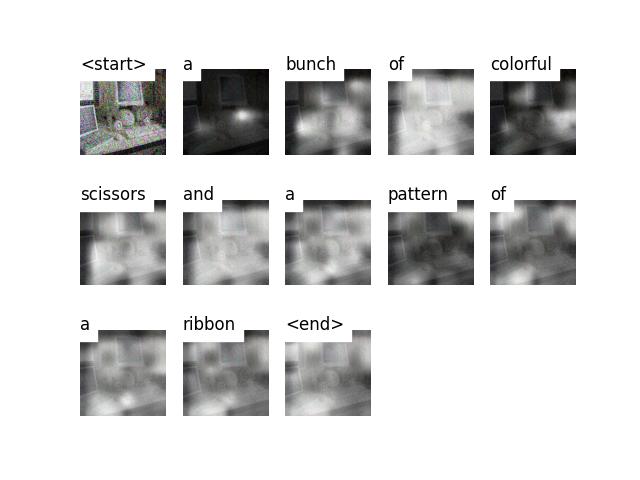 <start> a bunch of colorful
scissors and a pattern of
a ribbon <end>